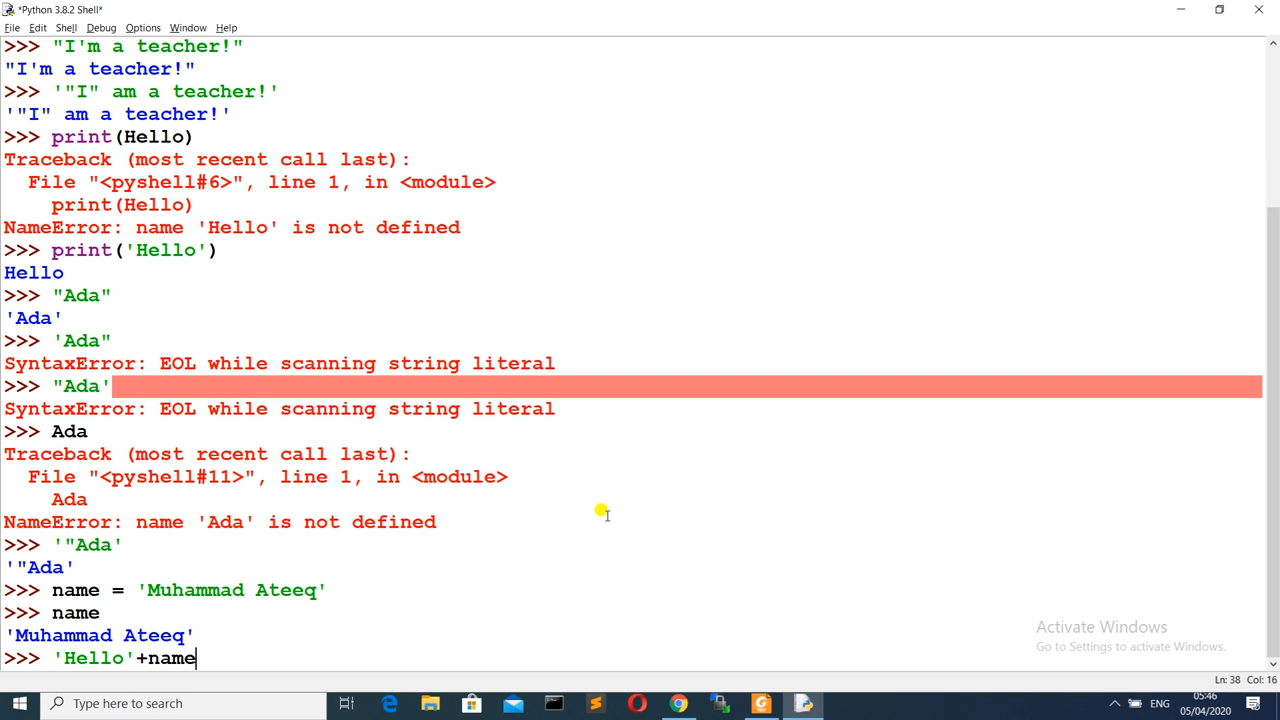 *Python 3.8.2 Shell*
File Edit Shell Debug Options Window Help
>>> "I'm a teacher!"
"I'm a teacher!"
>>> '"I" am a teacher!'
'"I" am a teacher!'
>>> print(Hello)
Traceback (most recent call last):
  File "<pyshell#6>", line 1, in <module>
    print(Hello)
NameError: name 'Hello' is not defined
>>> print('Hello')
Hello
>>> "Ada"
'Ada'
>>> 'Ada"
SyntaxError: EOL while scanning string literal
>>> "Ada'
SyntaxError: EOL while scanning string literal
>>> Ada
Traceback (most recent call last):
  File "<pyshell#11>", line 1, in <module>
    Ada
NameError: name 'Ada' is not defined
>>> '"Ada'
'"Ada'
>>> name = 'Muhammad Ateeq'
>>> name
'Muhammad Ateeq'
>>> 'Hello'+name
Activate Windows
Go to Settings to activate Windows.
Ln: 38 Col: 16
Type here to search
ENG
05:46
05/04/2020